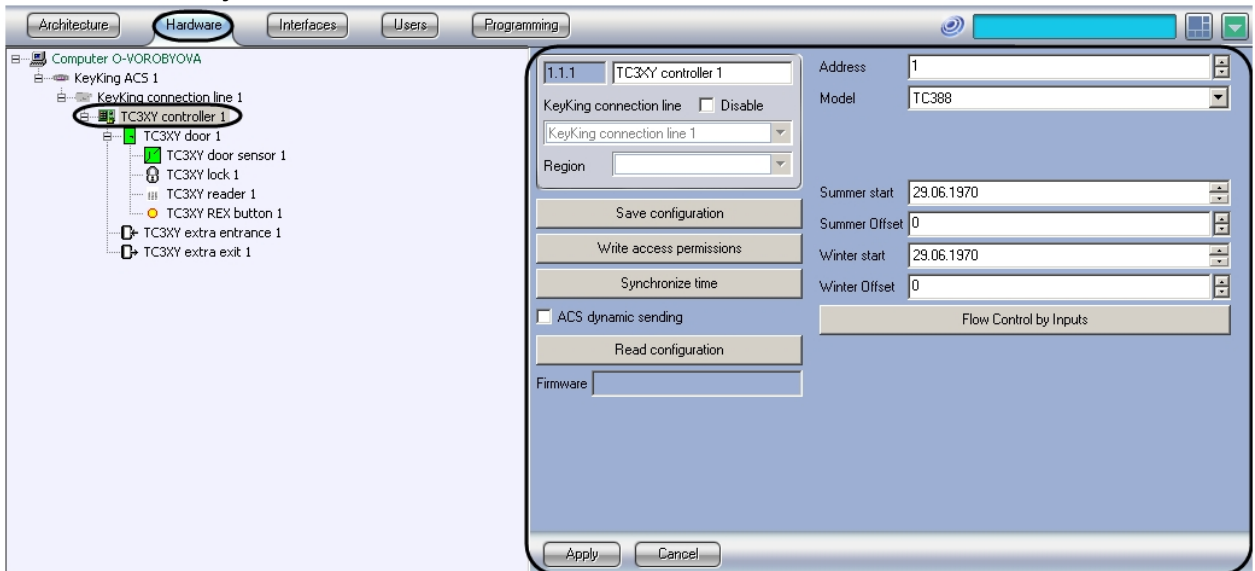 Architecture Hardware Interfaces Users Programming
Computer O-VOROBYOVA
KeyKing ACS 1
KeyKing connection line 1
TC3XY controller 1
TC3XY door 1
TC3XY door sensor 1
TC3XY lock 1
TC3XY reader 1
TC3XY REX button 1
TC3XY extra entrance 1
TC3XY extra exit 1
1.1.1 TC3XY controller 1
KeyKing connection line Disable
KeyKing connection line 1
Region
Save configuration
Write access permissions
Synchronize time
ACS dynamic sending
Read configuration
Firmware
Address 1
Model TC388
Summer start 29.06.1970
Summer Offset 0
Winter start 29.06.1970
Winter Offset 0
Flow Control by Inputs
Apply Cancel